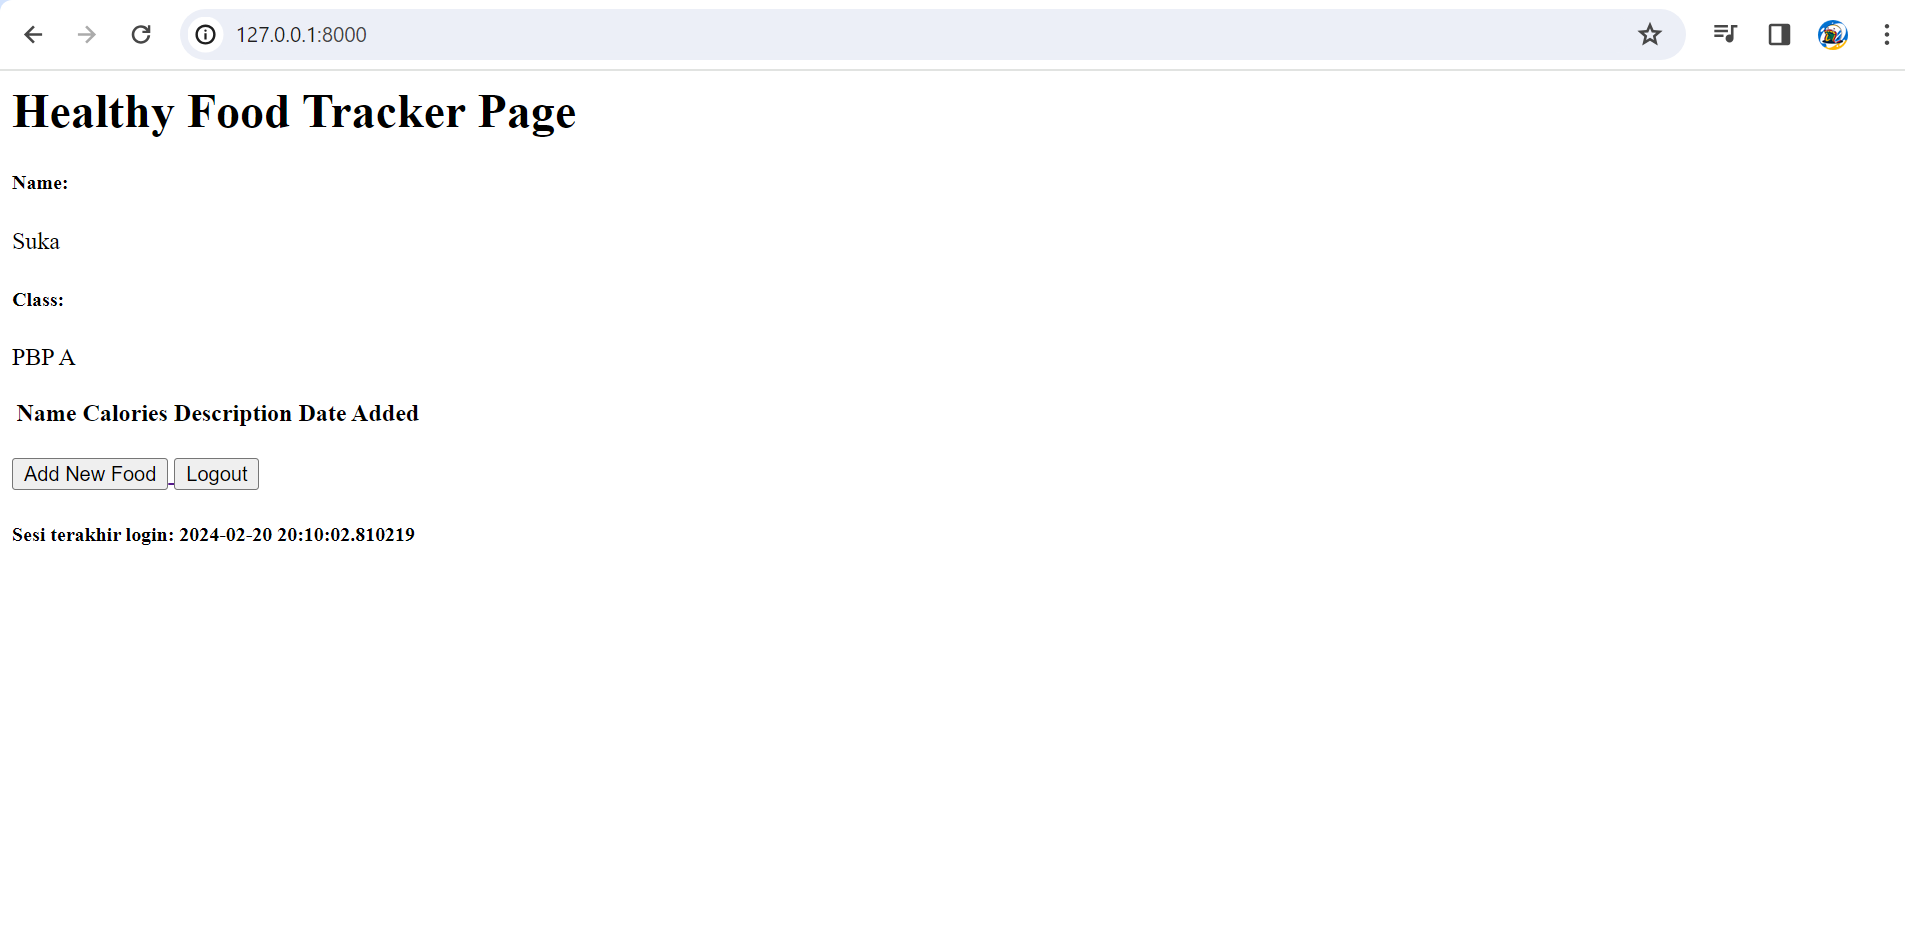 127.0.0.1:8000
Healthy Food Tracker Page
Name:
Suka
Class:
PBP A
Name Calories Description Date Added
Add New Food Logout
Sesi terakhir login: 2024-02-20 20:10:02.810219